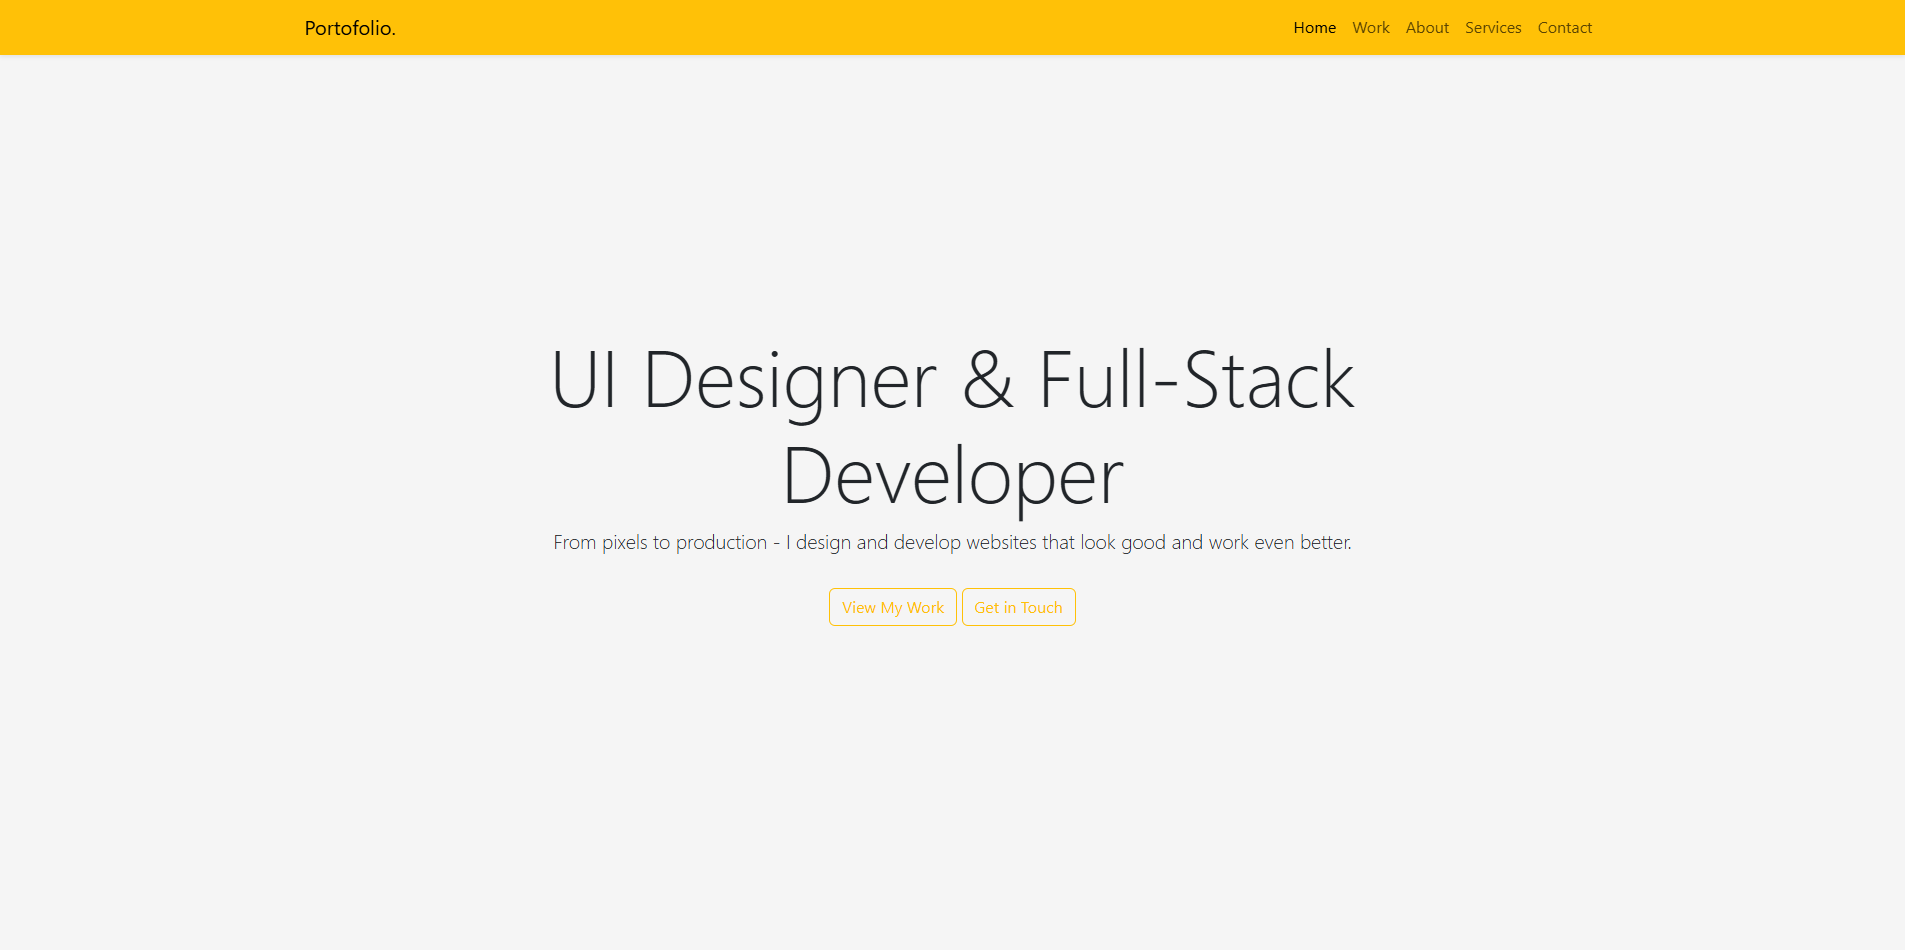 Portofolio.
Home Work About Services Contact
UI Designer & Full-Stack
Developer
From pixels to production - I design and develop websites that look good and work even better.
View My Work Get in Touch